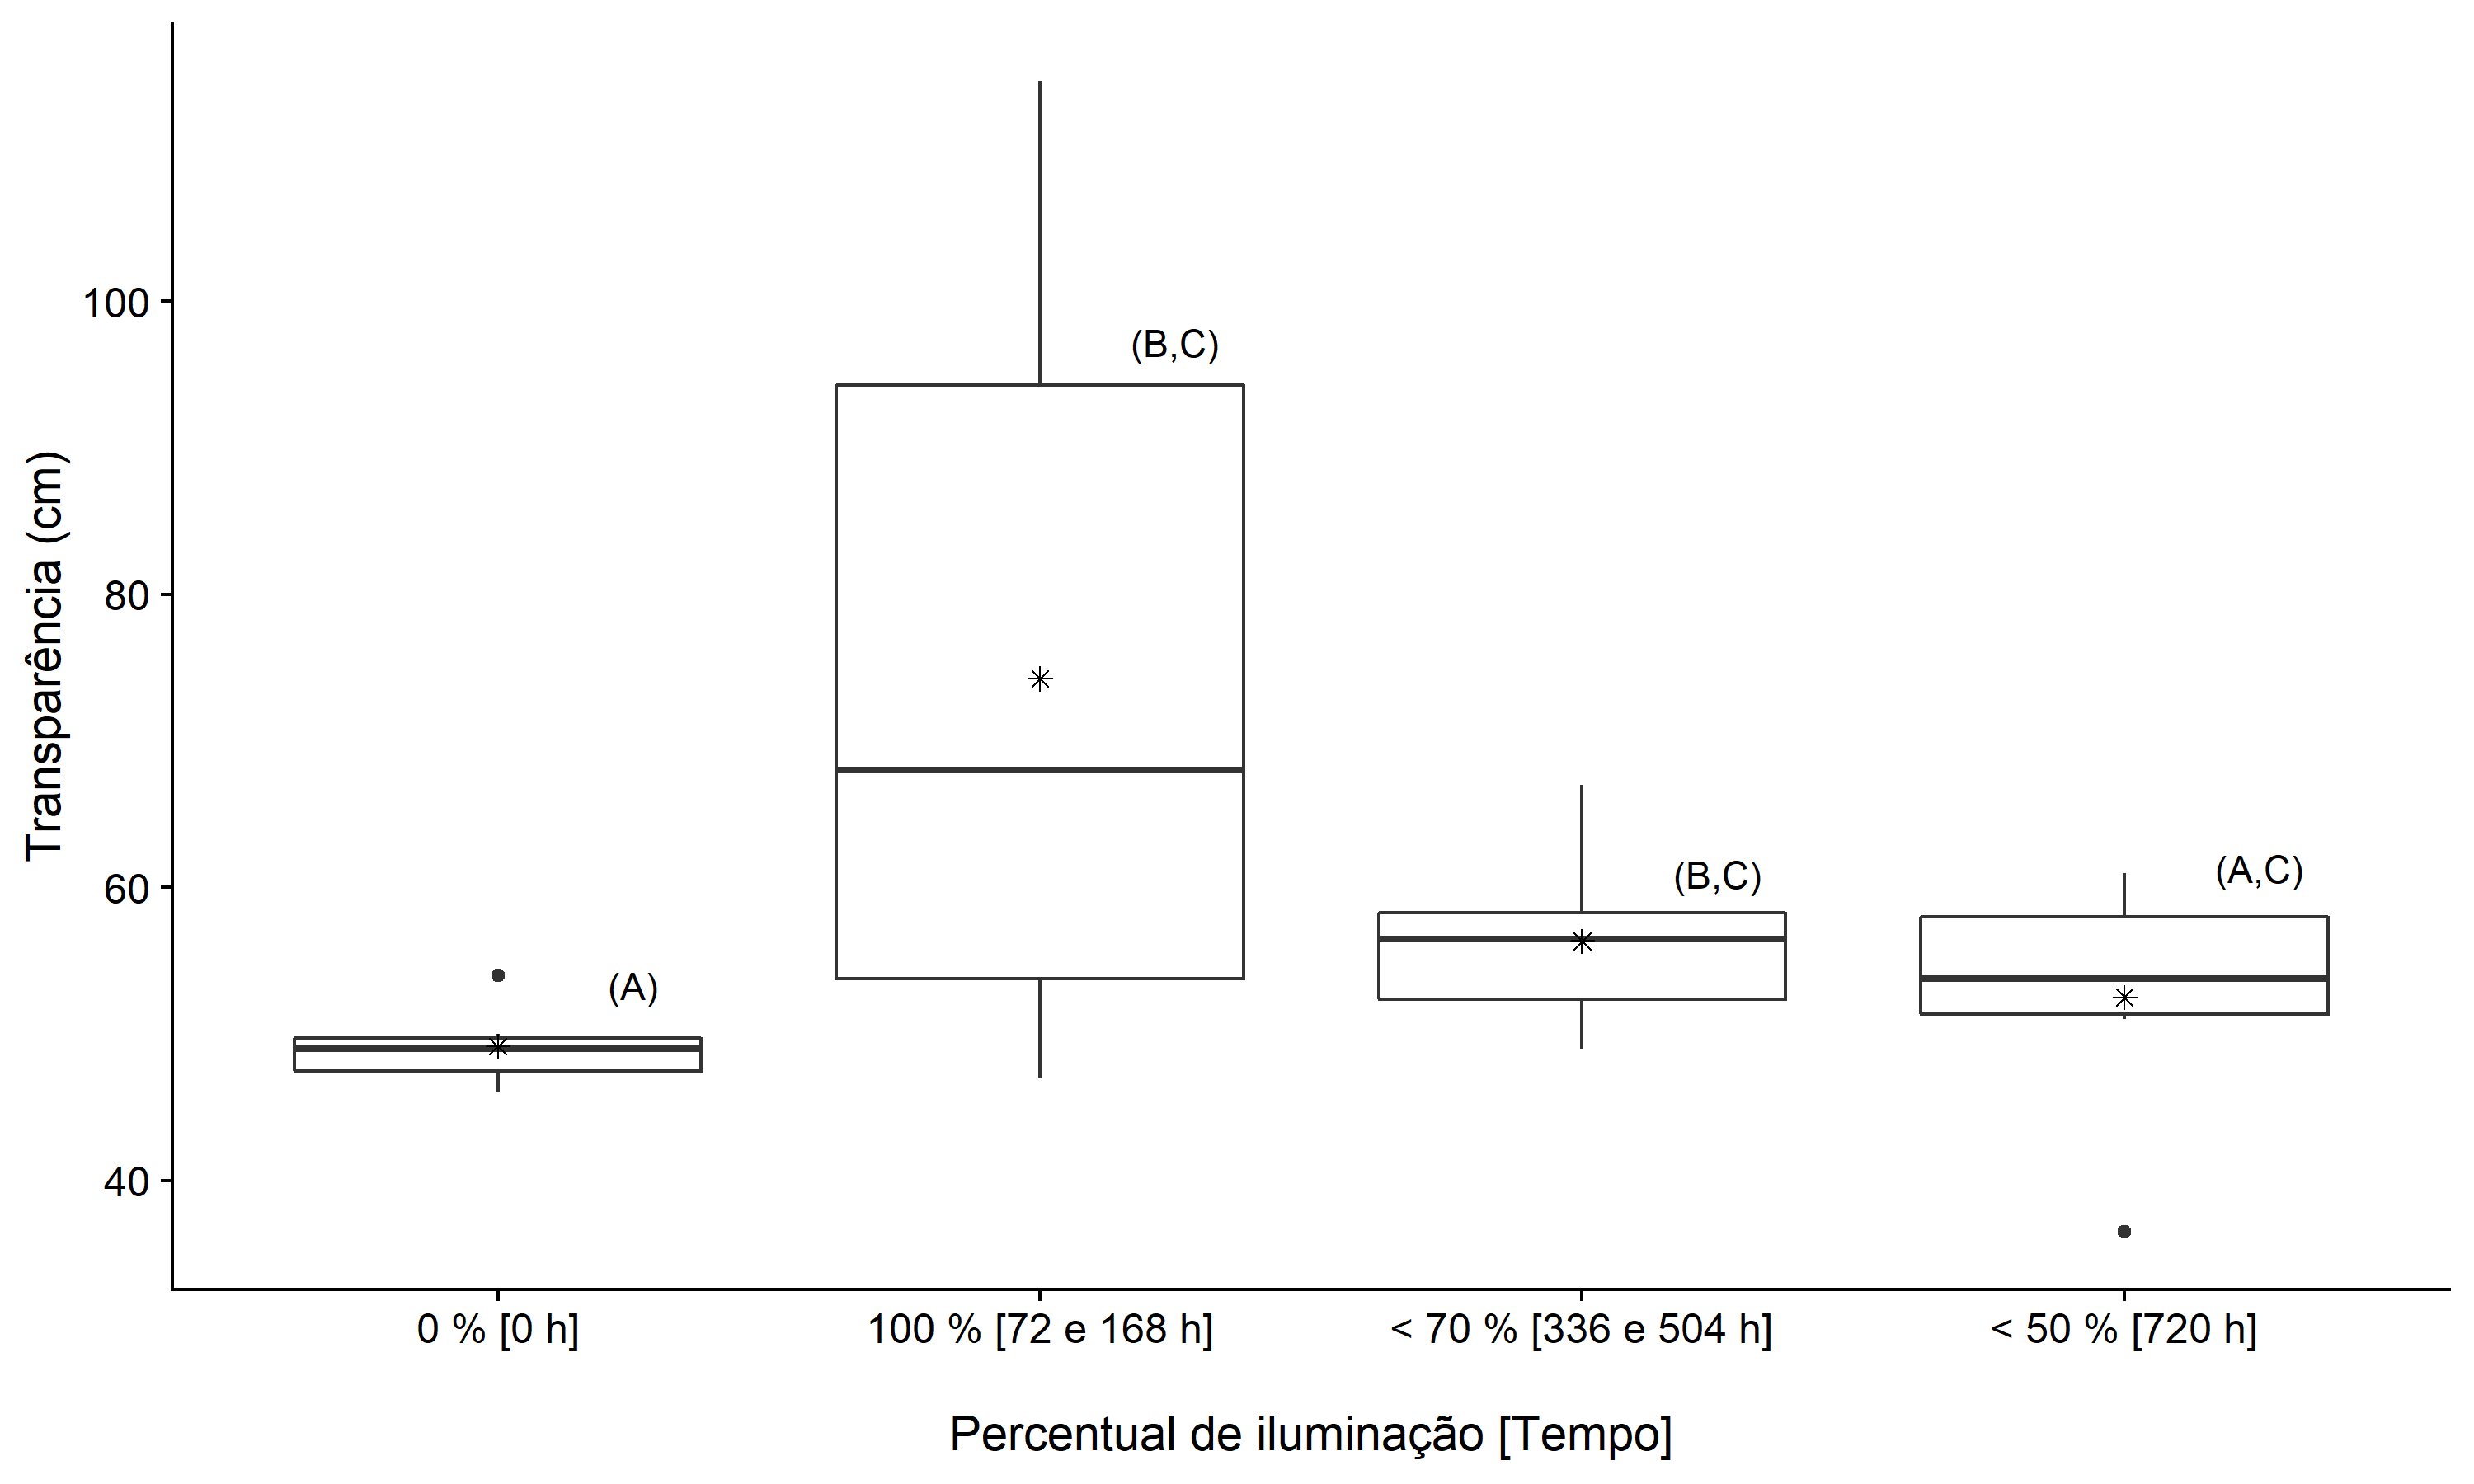 Transparência (cm)
100
80
60
40
(A)
(B,C)
(B,C)
(A,C)
0 % [0 h]
100 % [72 e 168 h]
< 70 % [336 e 504 h]
< 50 % [720 h]
Percentual de iluminação [Tempo]